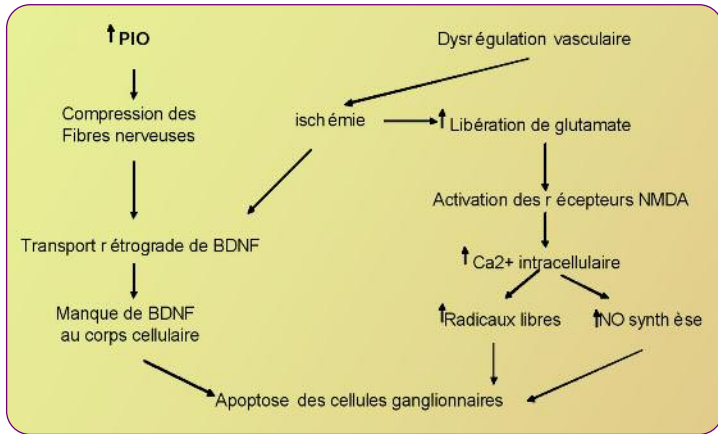 ↑PIO
Dysrégulation vasculaire
Compression des
Fibres nerveuses
ischémie
↑Libération de glutamate
Activation des récepteurs NMDA
Transport rétrograde de BDNF
↑Ca2+ intracellulaire
Manque de BDNF
au corps cellulaire
↑Radicaux libres
↑NO synthèse
Apoptose des cellules ganglionnaires